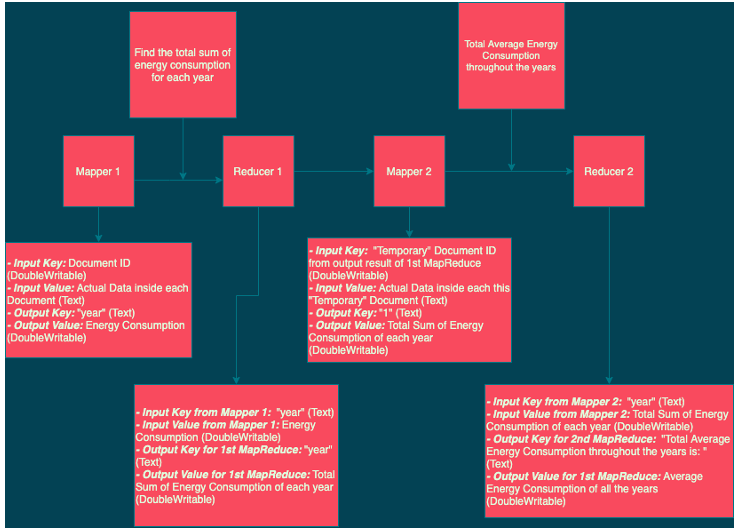 Find the total sum of
energy consumption
for each year
Total Average Energy
Consumption
throughout the years
Mapper 1
Reducer 1
Mapper 2
Reducer 2
- Input Key: Document ID
(DoubleWritable)
- Input Value: Actual Data inside each
Document (Text)
- Output Key: "year" (Text)
- Output Value: Energy Consumption
(DoubleWritable)
- Input Key:  "Temporary" Document ID
from output result of 1st MapReduce
(DoubleWritable)
- Input Value: Actual Data inside each this
"Temporary" Document (Text)
- Output Key: "1" (Text)
- Output Value: Total Sum of Energy
Consumption of each year
(DoubleWritable)
- Input Key from Mapper 1:  "year" (Text)
- Input Value from Mapper 1: Energy
Consumption (DoubleWritable)
- Output Key for 1st MapReduce: "year"
(Text)
- Output Value for 1st MapReduce: Total
Sum of Energy Consumption of each year
(DoubleWritable)
- Input Key from Mapper 2:  "year" (Text)
- Input Value from Mapper 2: Total Sum of Energy
Consumption of each year (DoubleWritable)
- Output Key for 2nd MapReduce:  "Total Average
Energy Consumption throughout the years is: "
(Text)
- Output Value for 1st MapReduce: Average
Energy Consumption of all the years
(DoubleWritable)